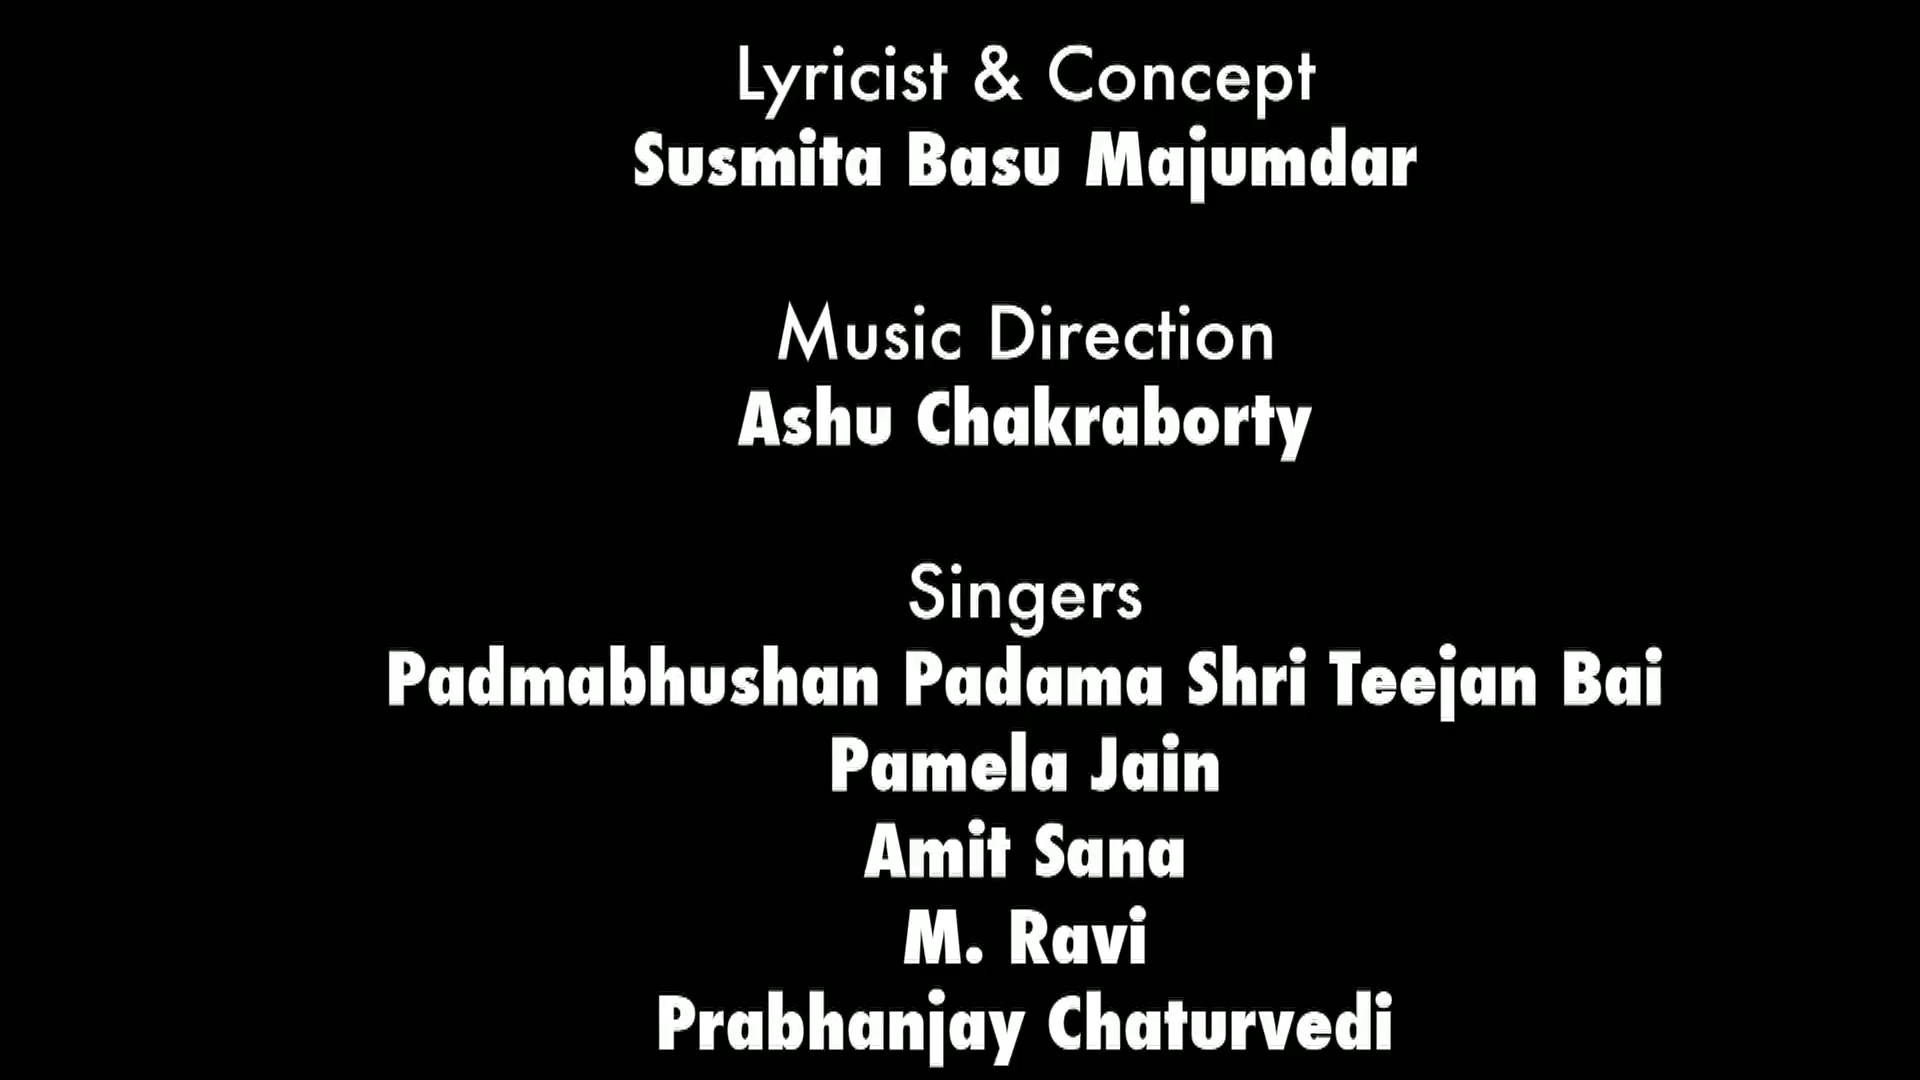 Lyricist & Concept
Susmita Basu Majumdar
Music Direction
Ashu Chakraborty
Singers
Padmabhushan Padama Shri Teejan Bai
Pamela Jain
Amit Sana
M. Ravi
Prabhanjay Chaturvedi